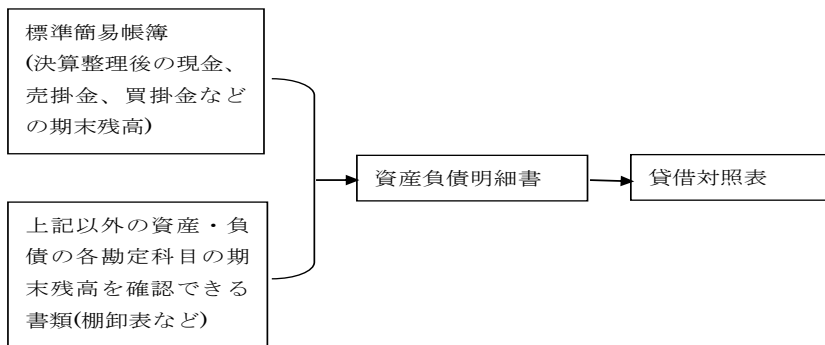 標準簡易帳簿
(決算整理後の現金、
売掛金、買掛金など
の期末残高)
上記以外の資産・負
債の各勘定科目の期
末残高を確認できる
書類(棚卸表など)
資産負債明細書
貸借対照表